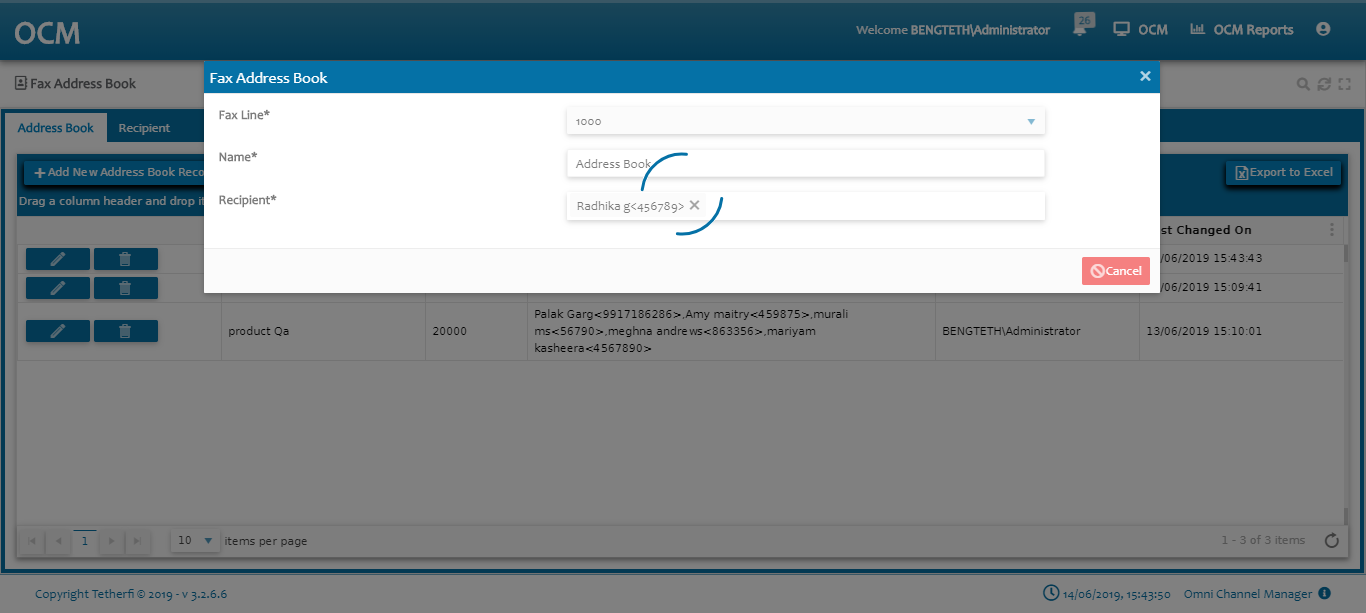 OCM
Welcome BENGTETH\Administrator
26
OCM
OCM Reports
Fax Address Book
Fax Address Book
Address Book
Recipient
Fax Line*
1000
Name*
Address Book
Recipient*
Radhika g<456789>
Cancel
Add New Address Book Reco
Export to Excel
Drag a column header and drop it
st Changed On
/06/2019 15:43:43
/06/2019 15:09:41
product Qa
20000
Palak Garg<9917186286>,Amy maitry<459875>,murali
ms<56790>,meghna andrews<863356>,mariyam
kasheera<4567890>
BENGTETH\Administrator
13/06/2019 15:10:01
1
10
items per page
1 - 3 of 3 items
Copyright Tetherfi © 2019 - v 3.2.6.6
14/06/2019, 15:43:50
Omni Channel Manager